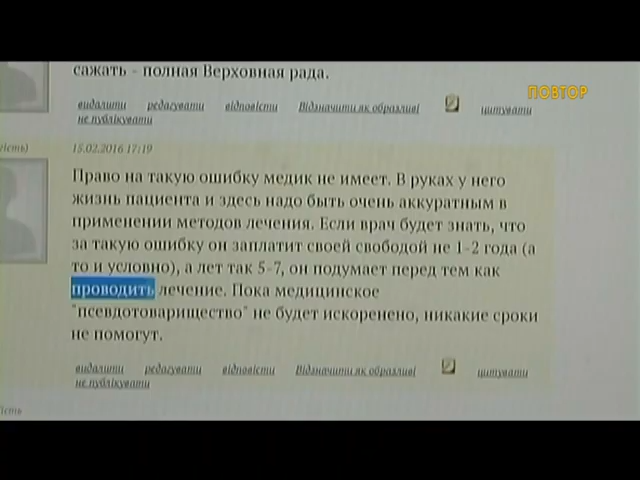 сажать - полная Верховная рада.
видалити редагувати відповісти Відзначити як образливі цитувати
не публікувати
ПОВТОР
ість)
15.02.2016 17:19
Право на такую ошибку медик не имеет. В руках у него
жизнь пациента и здесь надо быть очень аккуратным в
применении методов лечения. Если врач будет знать, что
за такую ошибку он заплатит своей свободой не 1-2 года (а
то и условно), а лет так 5-7, он подумает перед тем как
проводить лечение. Пока медицинское
"псевдотоварищество" не будет искоренено, никакие сроки
не помогут.
видалити редагувати відповісти Відзначити як образливі цитувати
не публікувати
ість